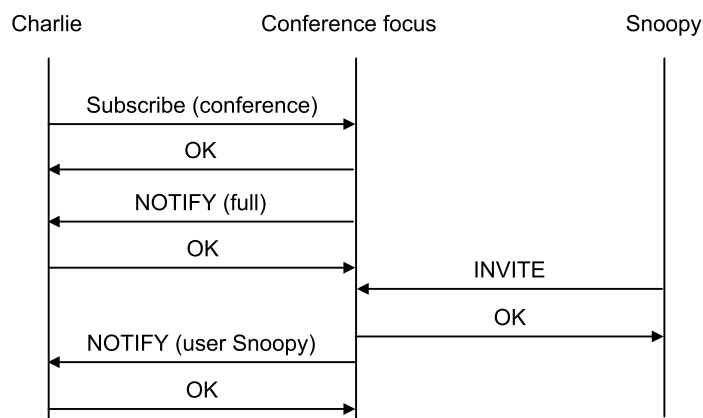 Charlie
Conference focus
Snoopy
Subscribe (conference)
OK
NOTIFY (full)
OK
INVITE
OK
NOTIFY (user Snoopy)
OK